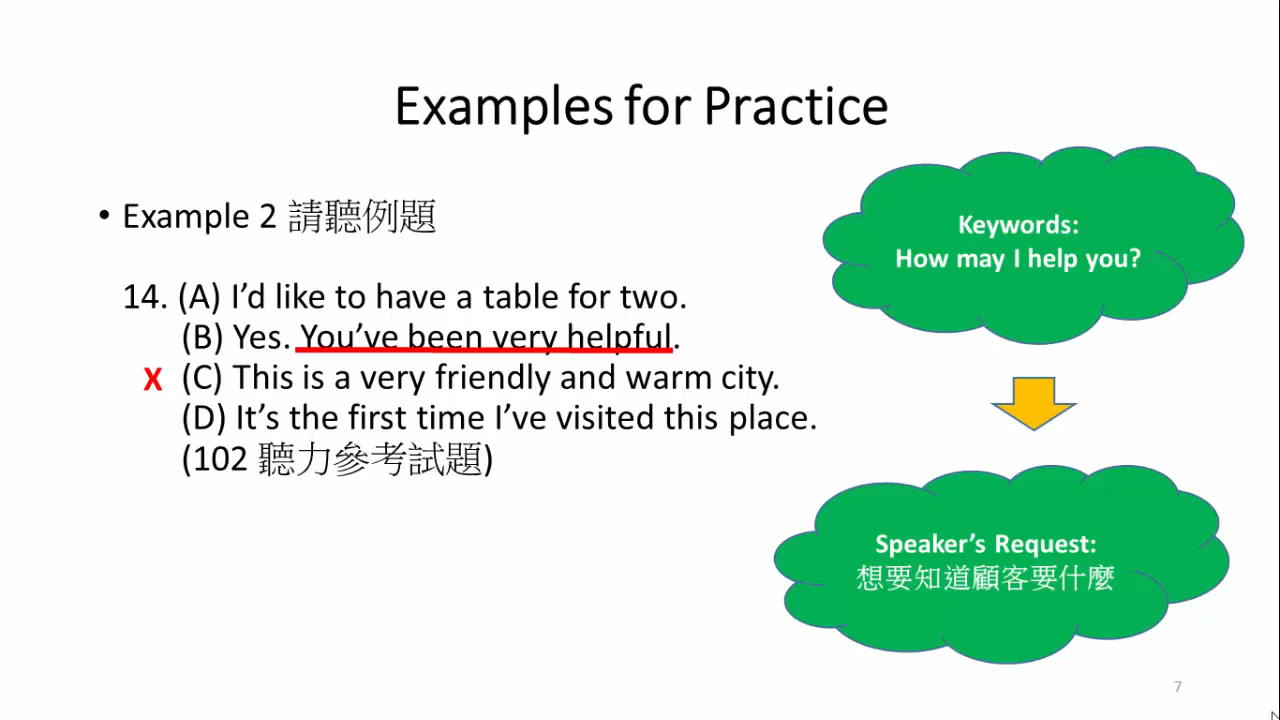 Examples for Practice
• Example 2 請聽例題
14. (A) I’d like to have a table for two.
(B) Yes. You’ve been very helpful.
X (C) This is a very friendly and warm city.
(D) It’s the first time I’ve visited this place.
(102 聽力參考試題)
Keywords:
How may I help you?
Speaker’s Request:
想要知道顧客要什麼
7